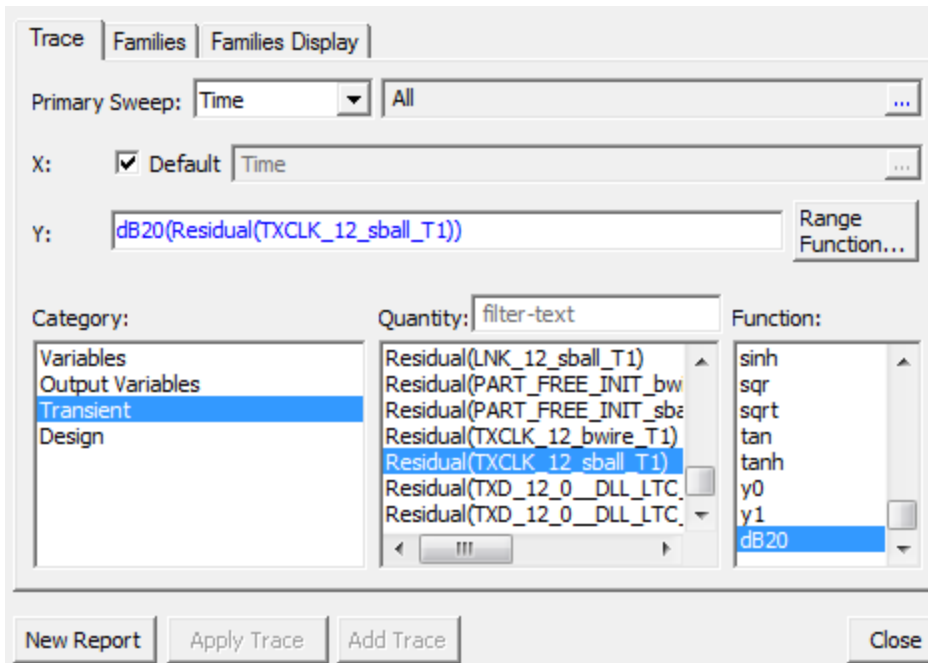 Trace Families Families Display
Primary Sweep: Time All ...
X: Default Time ...
Y: dB20(Residual(TXCLK_12_sball_T1)) Range
Function...
Category: Quantity: filter-text Function:
Variables
Output Variables
Transient
Design
Residual(LNK_12_sball_T1)
Residual(PART_FREE_INIT_bwi
Residual(PART_FREE_INIT_sba
Residual(TXCLK_12_bwire_T1)
Residual(TXCLK_12_sball_T1)
Residual(TXD_12_0__DLL_LTC_
Residual(TXD_12_0__DLL_LTC_
sinh
sqr
sqrt
tan
tanh
y0
y1
dB20
New Report Apply Trace Add Trace Close